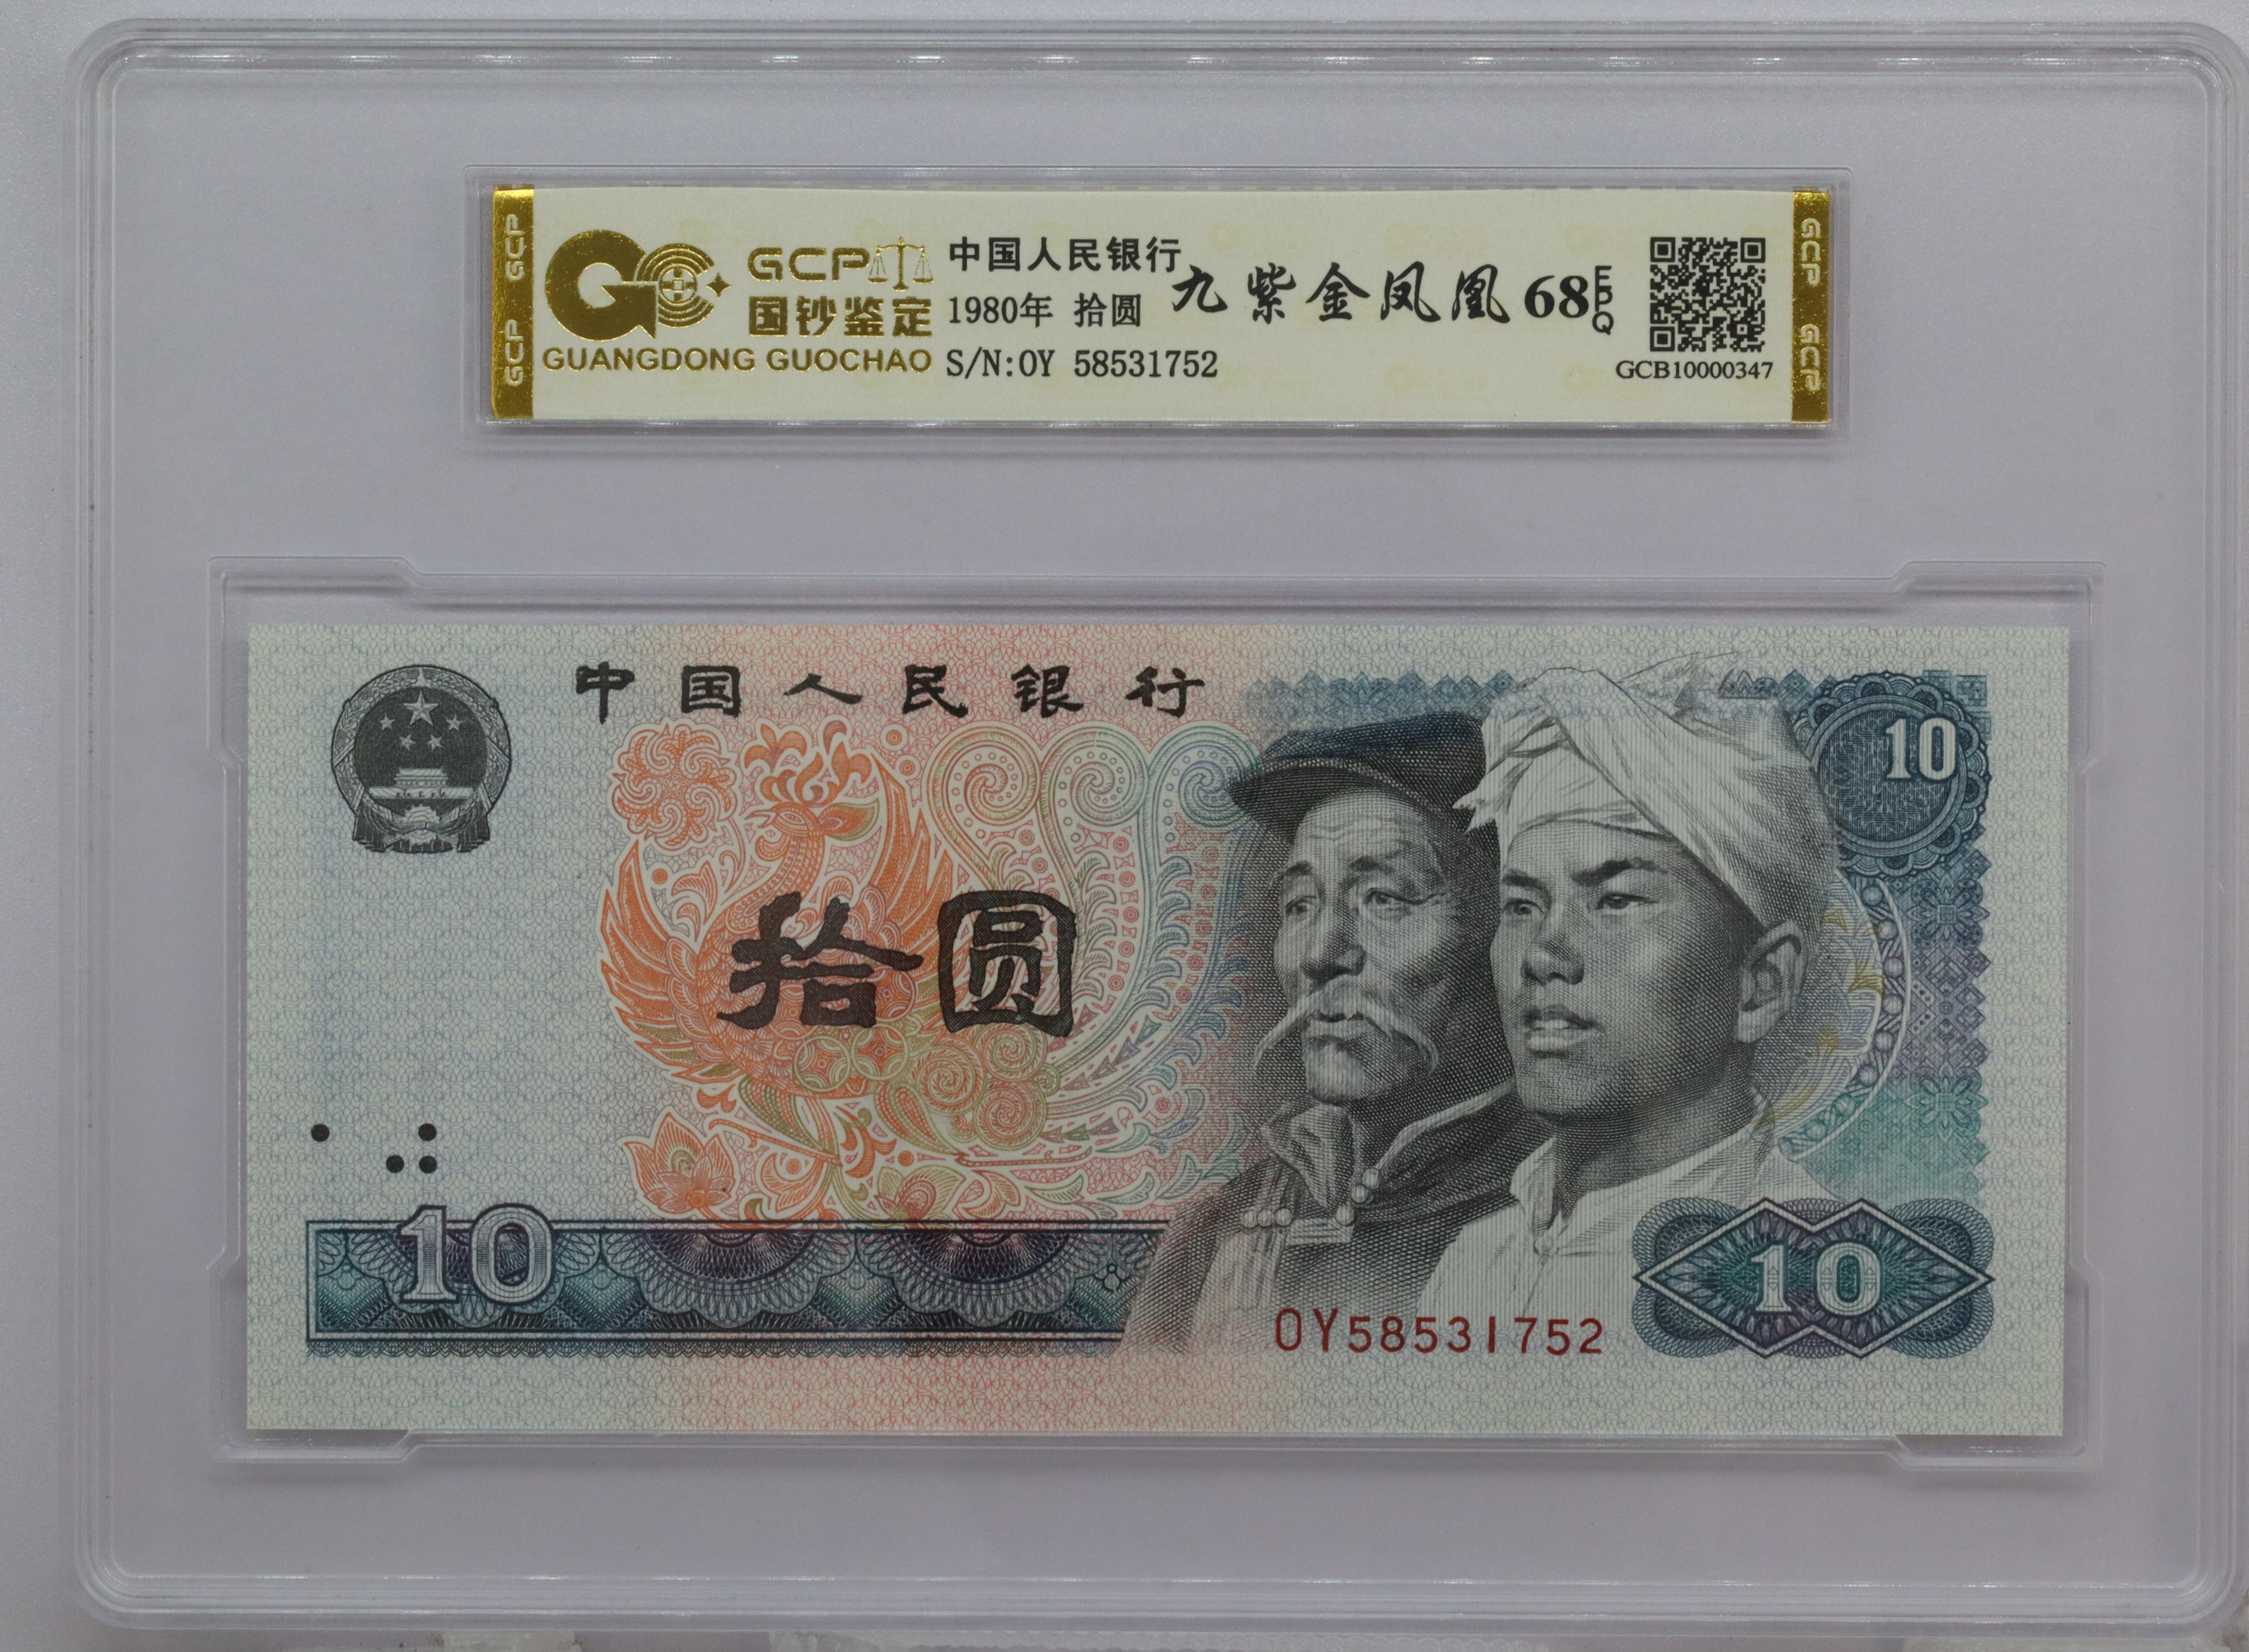 GCP GCP
GCP
国钞鉴定
GUANGDONG GUOCHAO
中国人民银行
1980年 拾圆
S/N:OY 58531752
九紫金凤凰
68
EPQ
GCB10000347
GCP GCP
中国人民银行
10
拾圆
10
10
OY58531752